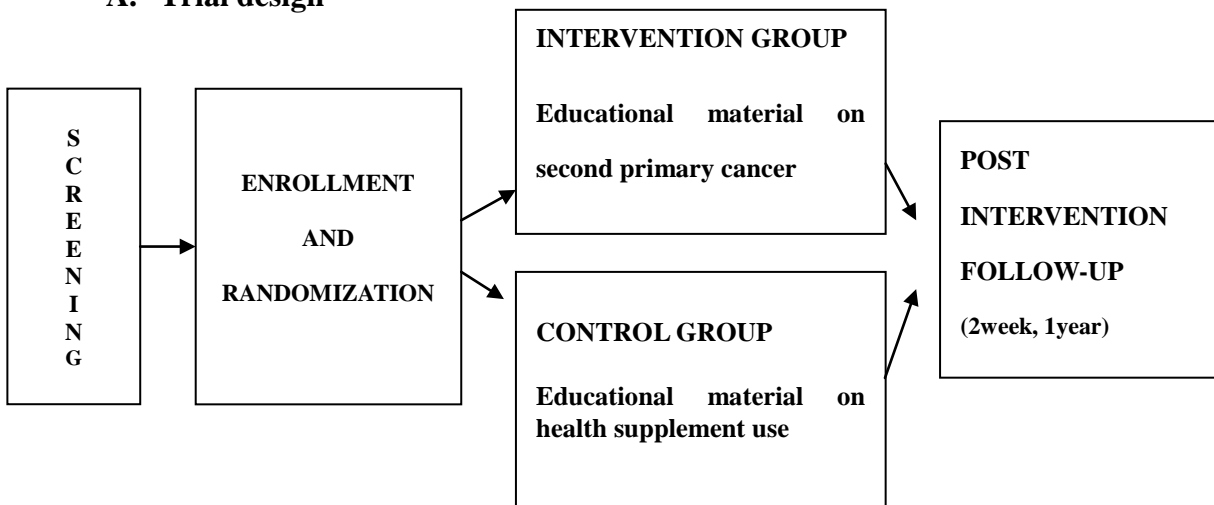 A. Trial design
SCREENING
ENROLLMENT
AND
RANDOMIZATION
INTERVENTION GROUP
Educational material on
second primary cancer
CONTROL GROUP
Educational material on
health supplement use
POST
INTERVENTION
FOLLOW-UP
(2week, 1year)